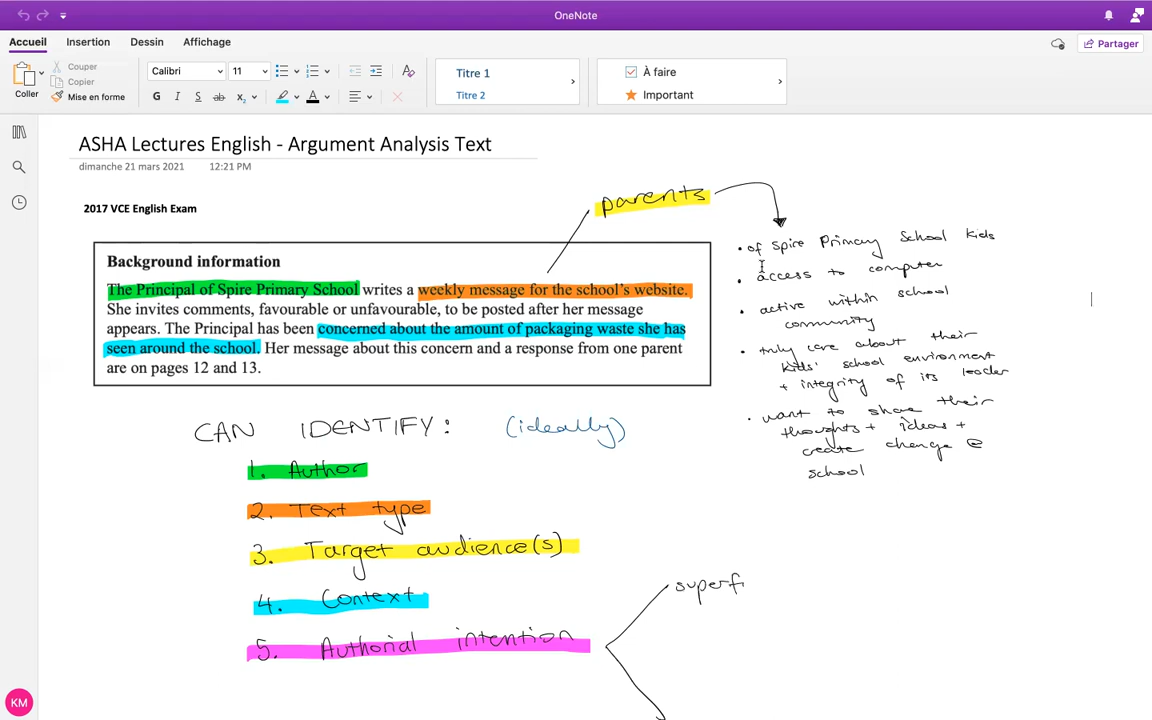 OneNote
Accueil Insertion Dessin Affichage
Partager
Coller
Couper
Copier
Mise en forme
Calibri 11
G I S ab x₂ A
Titre 1
Titre 2
À faire
Important
ASHA Lectures English - Argument Analysis Text
dimanche 21 mars 2021 12:21 PM
2017 VCE English Exam
parents
Background information
The Principal of Spire Primary School writes a weekly message for the school's website.
She invites comments, favourable or unfavourable, to be posted after her message
appears. The Principal has been concerned about the amount of packaging waste she has
seen around the school. Her message about this concern and a response from one parent
are on pages 12 and 13.
• of Spire Primary School kids
• access to computer
• active within school
community
• truly care about their
kids' school environment
+ integrity of its leader
• want to share their
thoughts + ideas +
create change @
school
CAN IDENTIFY: (ideally)
1. Author
2. Text type
3. Target audience(s)
4. Context
5. Authorial intention
superf
KM